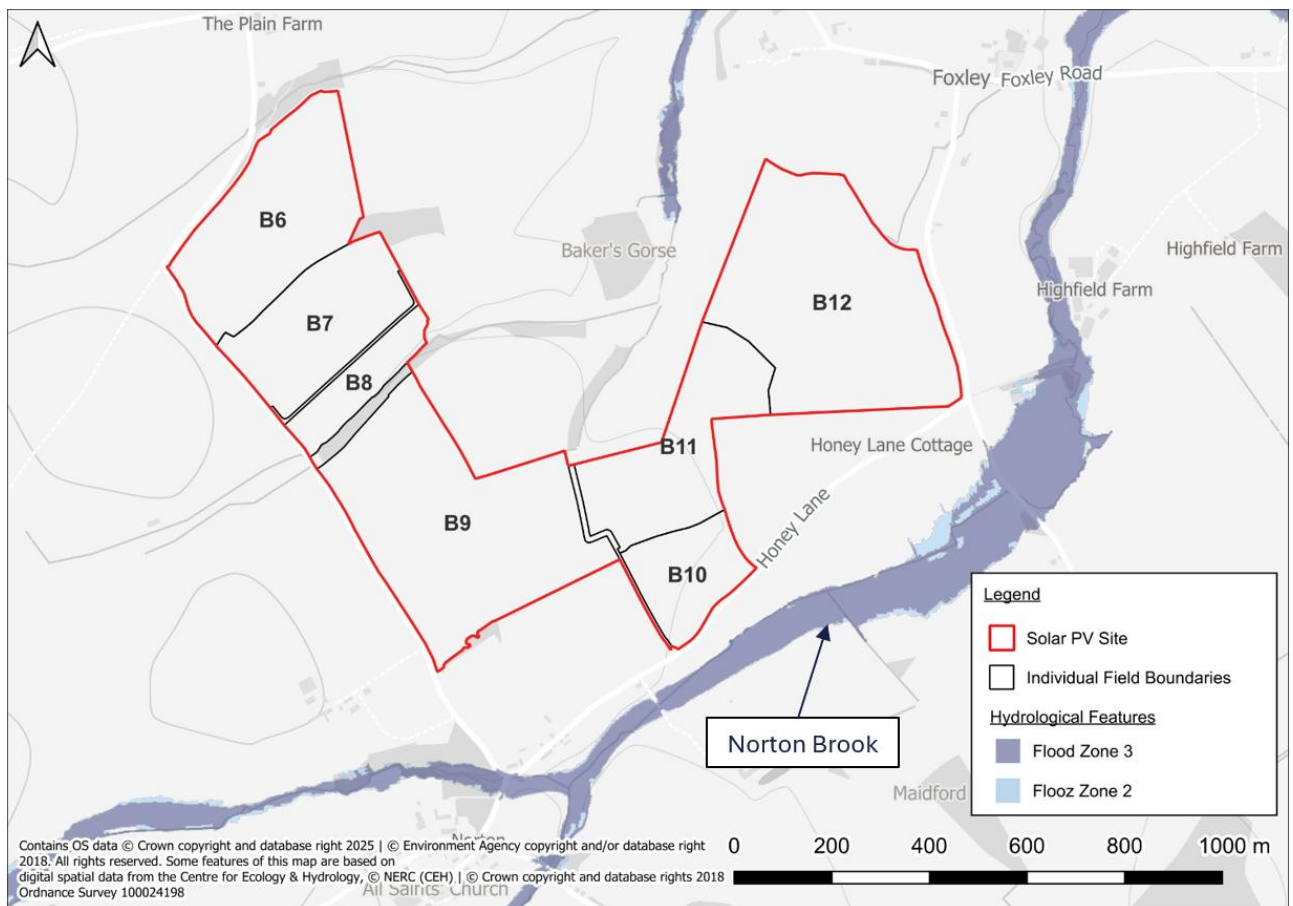 The Plain Farm
Foxley
Foxley Road
B6
Baker's Gorse
Highfield Farm
Highfield Farm
B12
B7
B8
B11
Honey Lane Cottage
B9
Honey Lane
B10
Legend
Solar PV Site
Individual Field Boundaries
Hydrological Features
Flood Zone 3
Flooz Zone 2
Norton Brook
Maidford
Norton
All Saints' Church
Contains OS data © Crown copyright and database right 2025 | © Environment Agency copyright and/or database right
2018. All rights reserved. Some features of this map are based on
digital spatial data from the Centre for Ecology & Hydrology, © NERC (CEH) | © Crown copyright and database rights 2018
Ordnance Survey 100024198
0 200 400 600 800 1000 m